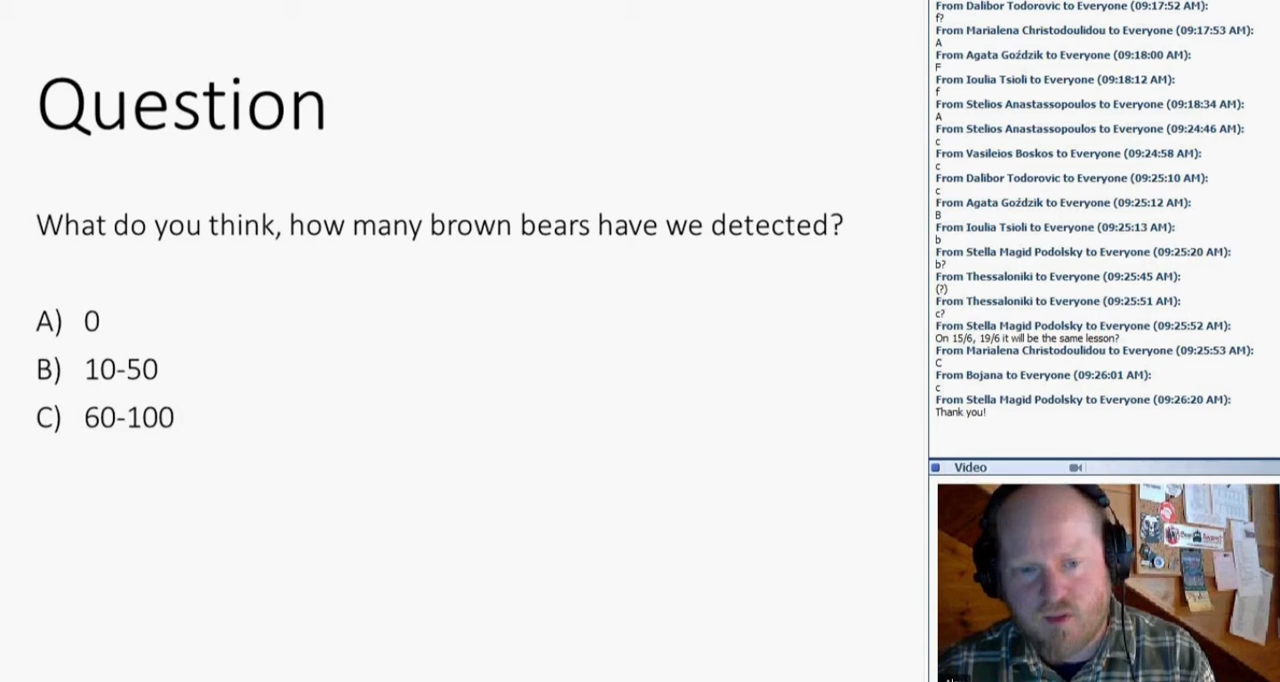 Question
What do you think, how many brown bears have we detected?
A) 0
B) 10-50
C) 60-100
From Dalibor Todorovic to Everyone (09:17:52 AM):
f?
From Marialena Christodoulidou to Everyone (09:17:53 AM):
A
From Agata Goździk to Everyone (09:18:00 AM):
F
From Ioulia Tsioli to Everyone (09:18:12 AM):
f
From Stelios Anastassopoulos to Everyone (09:18:34 AM):
A
From Stelios Anastassopoulos to Everyone (09:24:46 AM):
c
From Vasileios Boskos to Everyone (09:24:58 AM):
c
From Dalibor Todorovic to Everyone (09:25:10 AM):
c
From Agata Goździk to Everyone (09:25:12 AM):
B
From Ioulia Tsioli to Everyone (09:25:13 AM):
b
From Stella Magid Podolsky to Everyone (09:25:20 AM):
b?
From Thessaloniki to Everyone (09:25:45 AM):
(?)
From Thessaloniki to Everyone (09:25:51 AM):
c?
From Stella Magid Podolsky to Everyone (09:25:52 AM):
On 15/6, 19/6 it will be the same lesson?
From Marialena Christodoulidou to Everyone (09:25:53 AM):
C
From Bojana to Everyone (09:26:01 AM):
c
From Stella Magid Podolsky to Everyone (09:26:20 AM):
Thank you!
Video